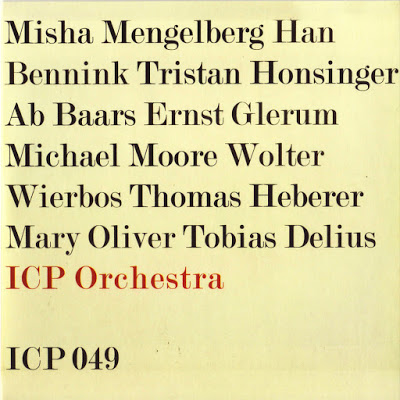 Misha Mengelberg Han
Bennink Tristan Honsinger
Ab Baars Ernst Glerum
Michael Moore Wolter
Wierbos Thomas Heberer
Mary Oliver Tobias Delius
ICP Orchestra
ICP 049